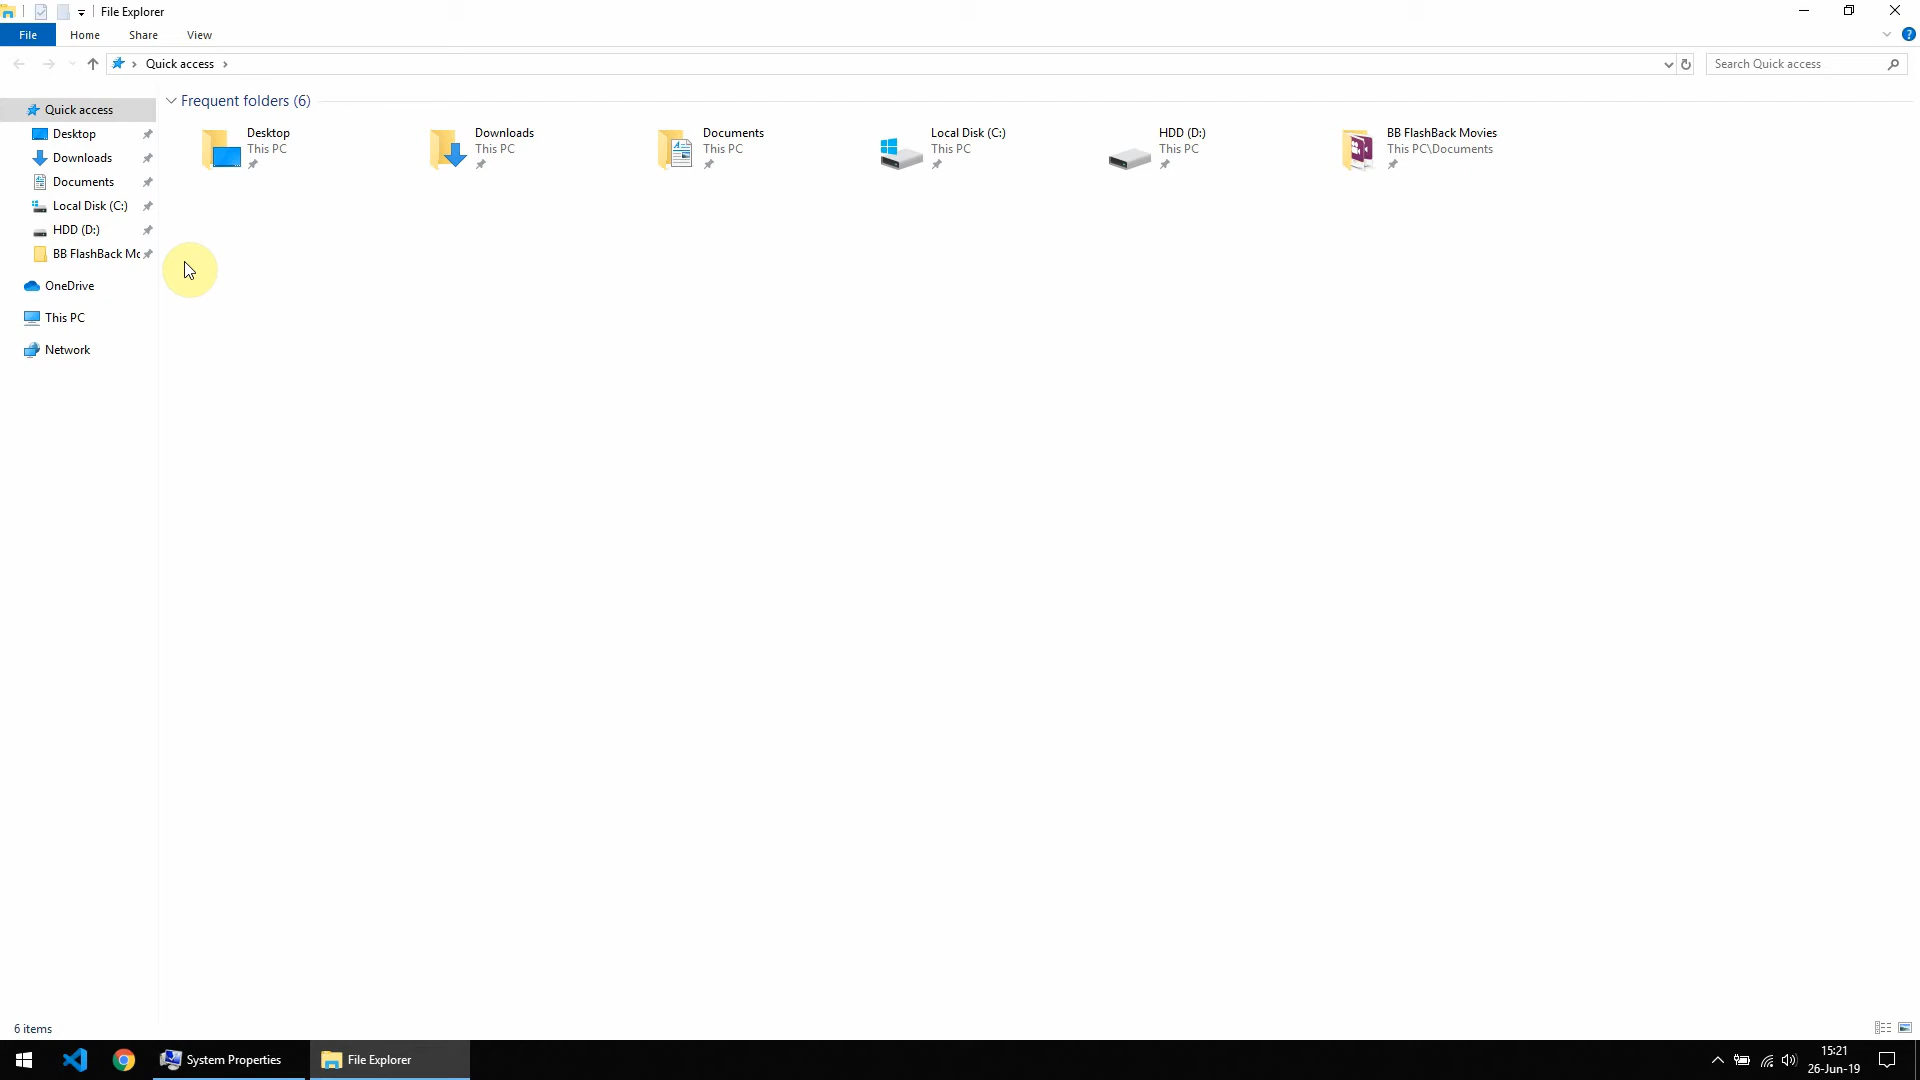 File Explorer
File Home Share View
Quick access
Search Quick access
Quick access
Desktop
Downloads
Documents
Local Disk (C:)
HDD (D:)
BB FlashBack Mo
OneDrive
This PC
Network
Frequent folders (6)
Desktop
This PC
Downloads
This PC
Documents
This PC
Local Disk (C:)
This PC
HDD (D:)
This PC
BB FlashBack Movies
This PC\Documents
6 items
System Properties
File Explorer
15:21
26-Jun-19